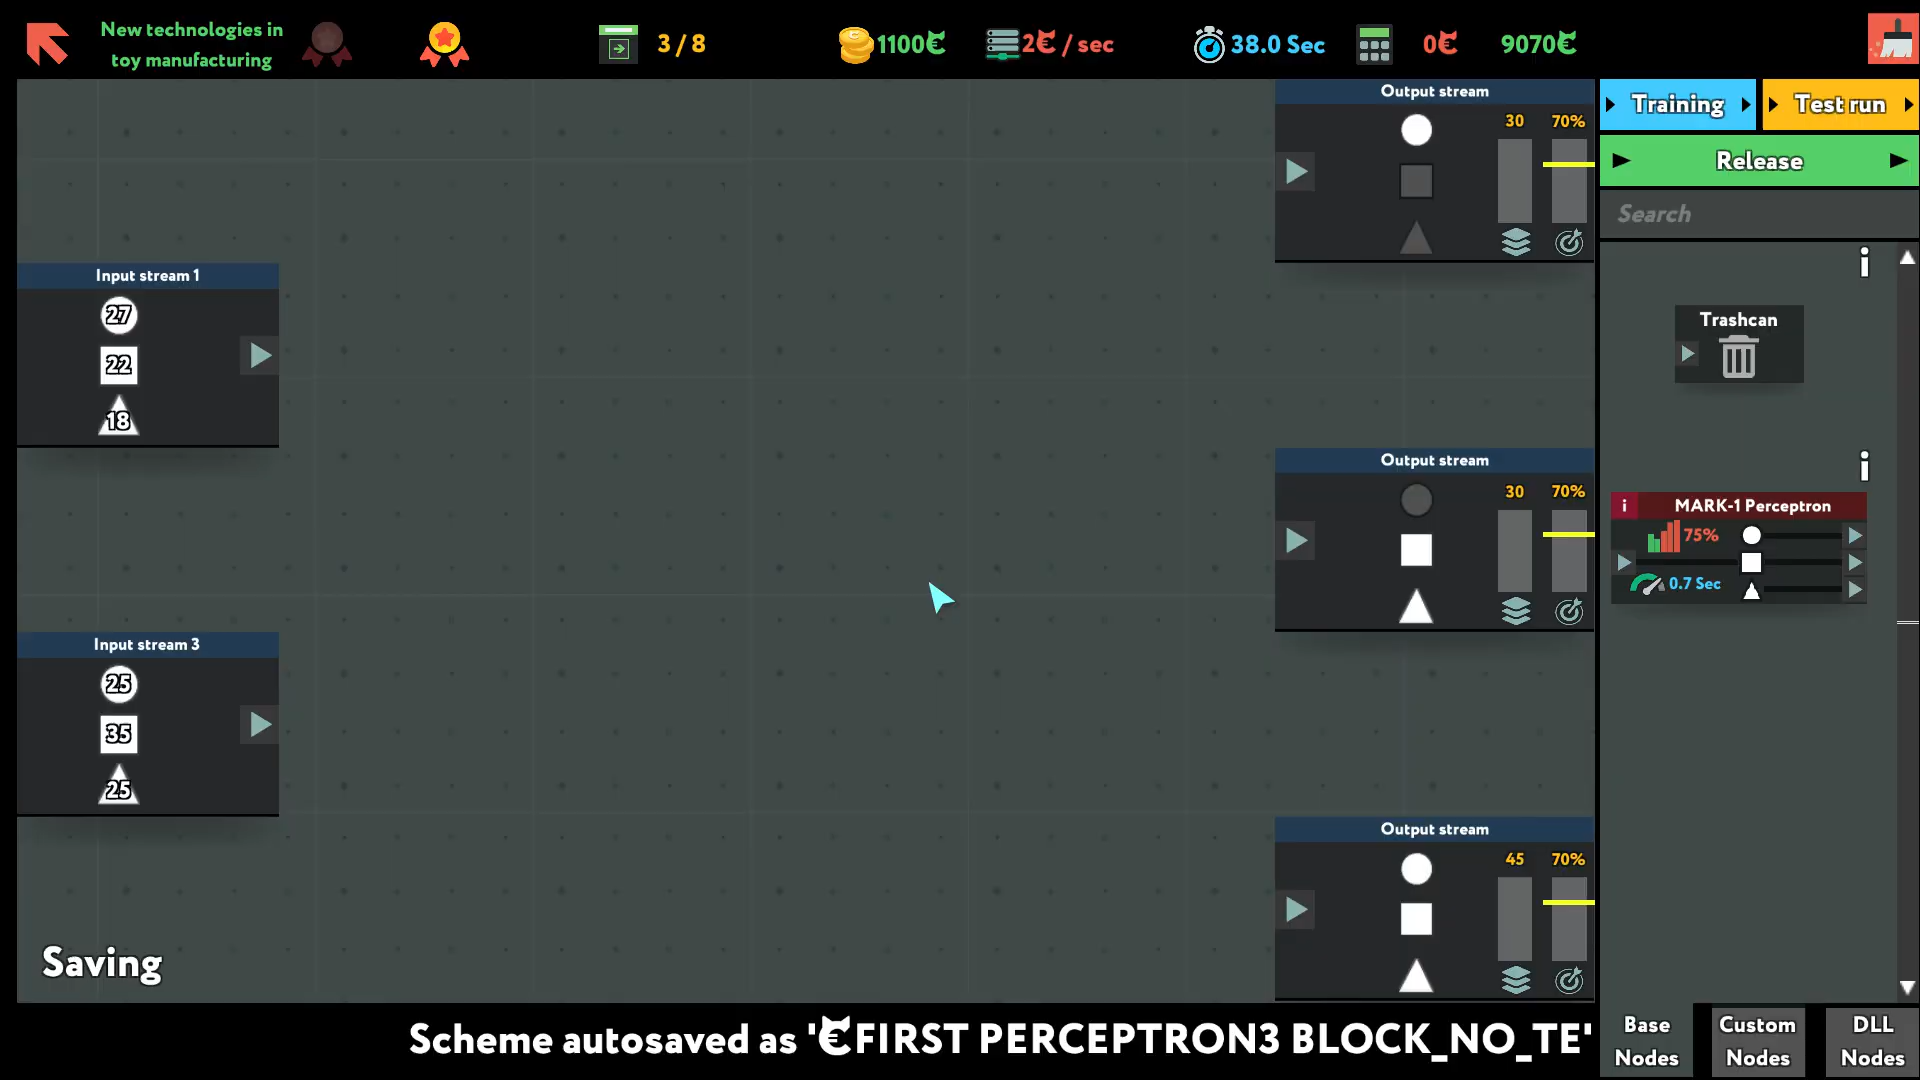 New technologies in
toy manufacturing
3 / 8
1100€
2€ / sec
38.0 Sec
0€
9070€
Training
Test run
Release
Search
Output stream
30
70%
Input stream 1
27
22
18
Trashcan
Output stream
30
70%
MARK-1 Perceptron
75%
0.7 Sec
Input stream 3
25
35
25
Output stream
45
70%
Saving
Scheme autosaved as '€FIRST PERCEPTRON3 BLOCK_NO_TE'
Base
Nodes
Custom
Nodes
DLL
Nodes